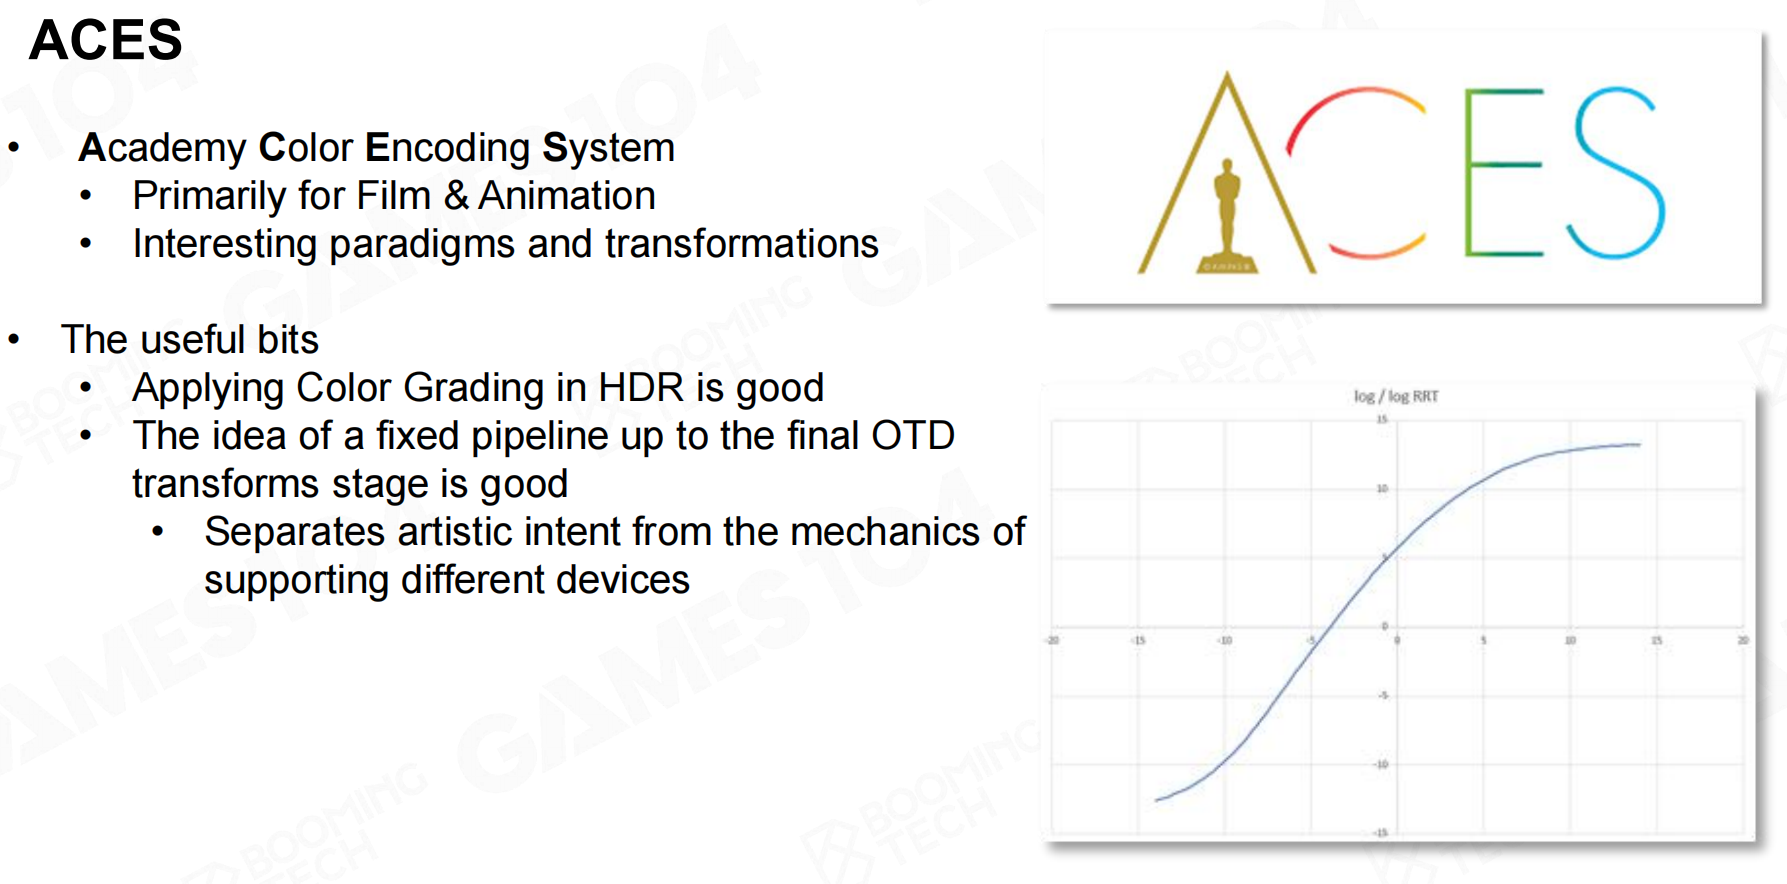 ACES
• Academy Color Encoding System
• Primarily for Film & Animation
• Interesting paradigms and transformations
• The useful bits
• Applying Color Grading in HDR is good
• The idea of a fixed pipeline up to the final OTD
transforms stage is good
• Separates artistic intent from the mechanics of
supporting different devices
ACES
log / log RRT
15
10
5
0
-20 -15 -10 -5 0 5 10 15 20
-5
-10
-15
GAMES104
BOOMING
TECH